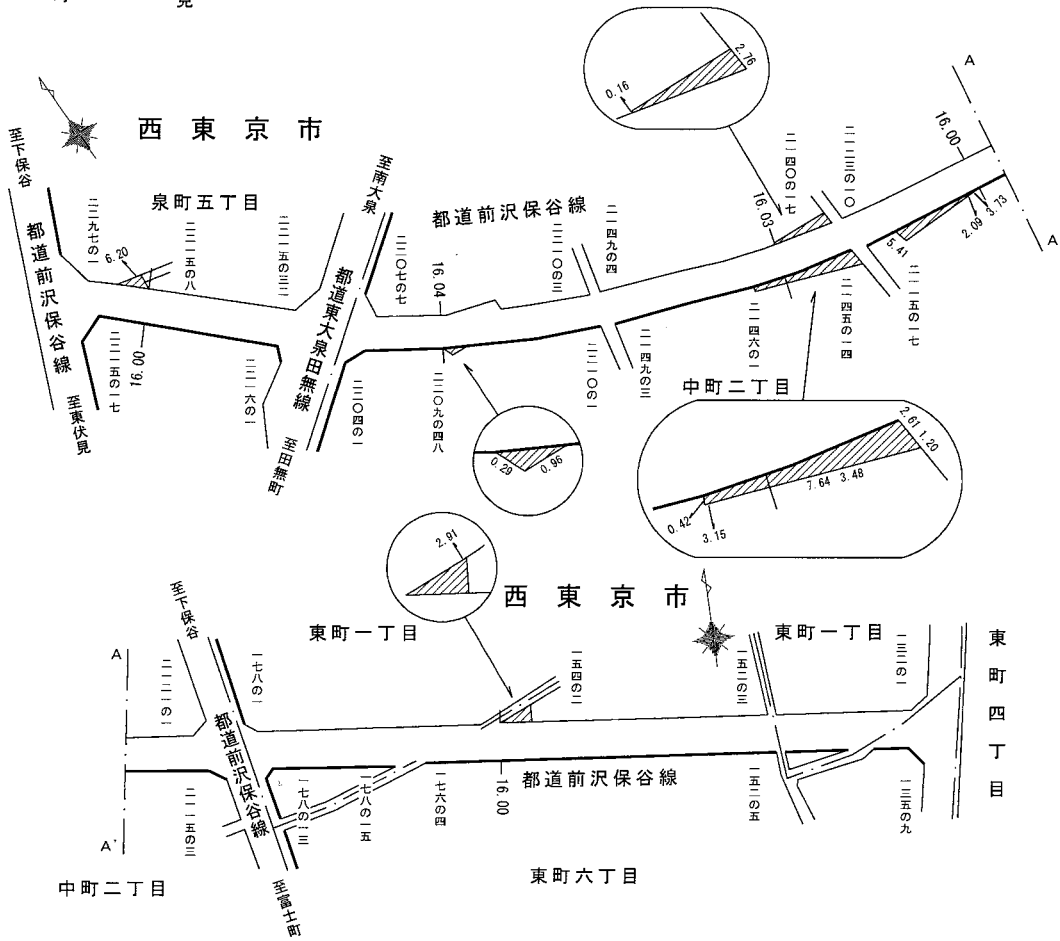 見
西東京市
至下保谷
都道前沢保谷線
至東伏見
泉町五丁目
二二九七の一
6.20
二二一五の八
二二一五の三二
二二一五の一七
16.00
二二一六の一
至南大泉
都道東大泉田無線
至田無町
二二〇七の七
二二〇四の一
16.04
二二〇九の四八
0.29
0.96
都道前沢保谷線
二二一〇の三
二一四九の四
二二一〇の一
二一四九の三
0.16
2.76
16.03
二一四〇の一七
二一二三の一〇
16.00
二一四六の一
二一四五の一四
二一一五の一七
5.41
2.09
3.73
A
A
中町二丁目
0.42
3.15
7.64
3.48
2.61
1.20
西東京市
東町一丁目
東町一丁目
東町四丁目
2.91
至下保谷
都道前沢保谷線
至富士町
A
A'
二一二一の一
一七八の一
一五四の二
一五二の三
一三二の一
二一一五の三
一七八の一三
一七八の一五
一七六の四
16.00
都道前沢保谷線
一五二の五
一三五の九
中町二丁目
東町六丁目